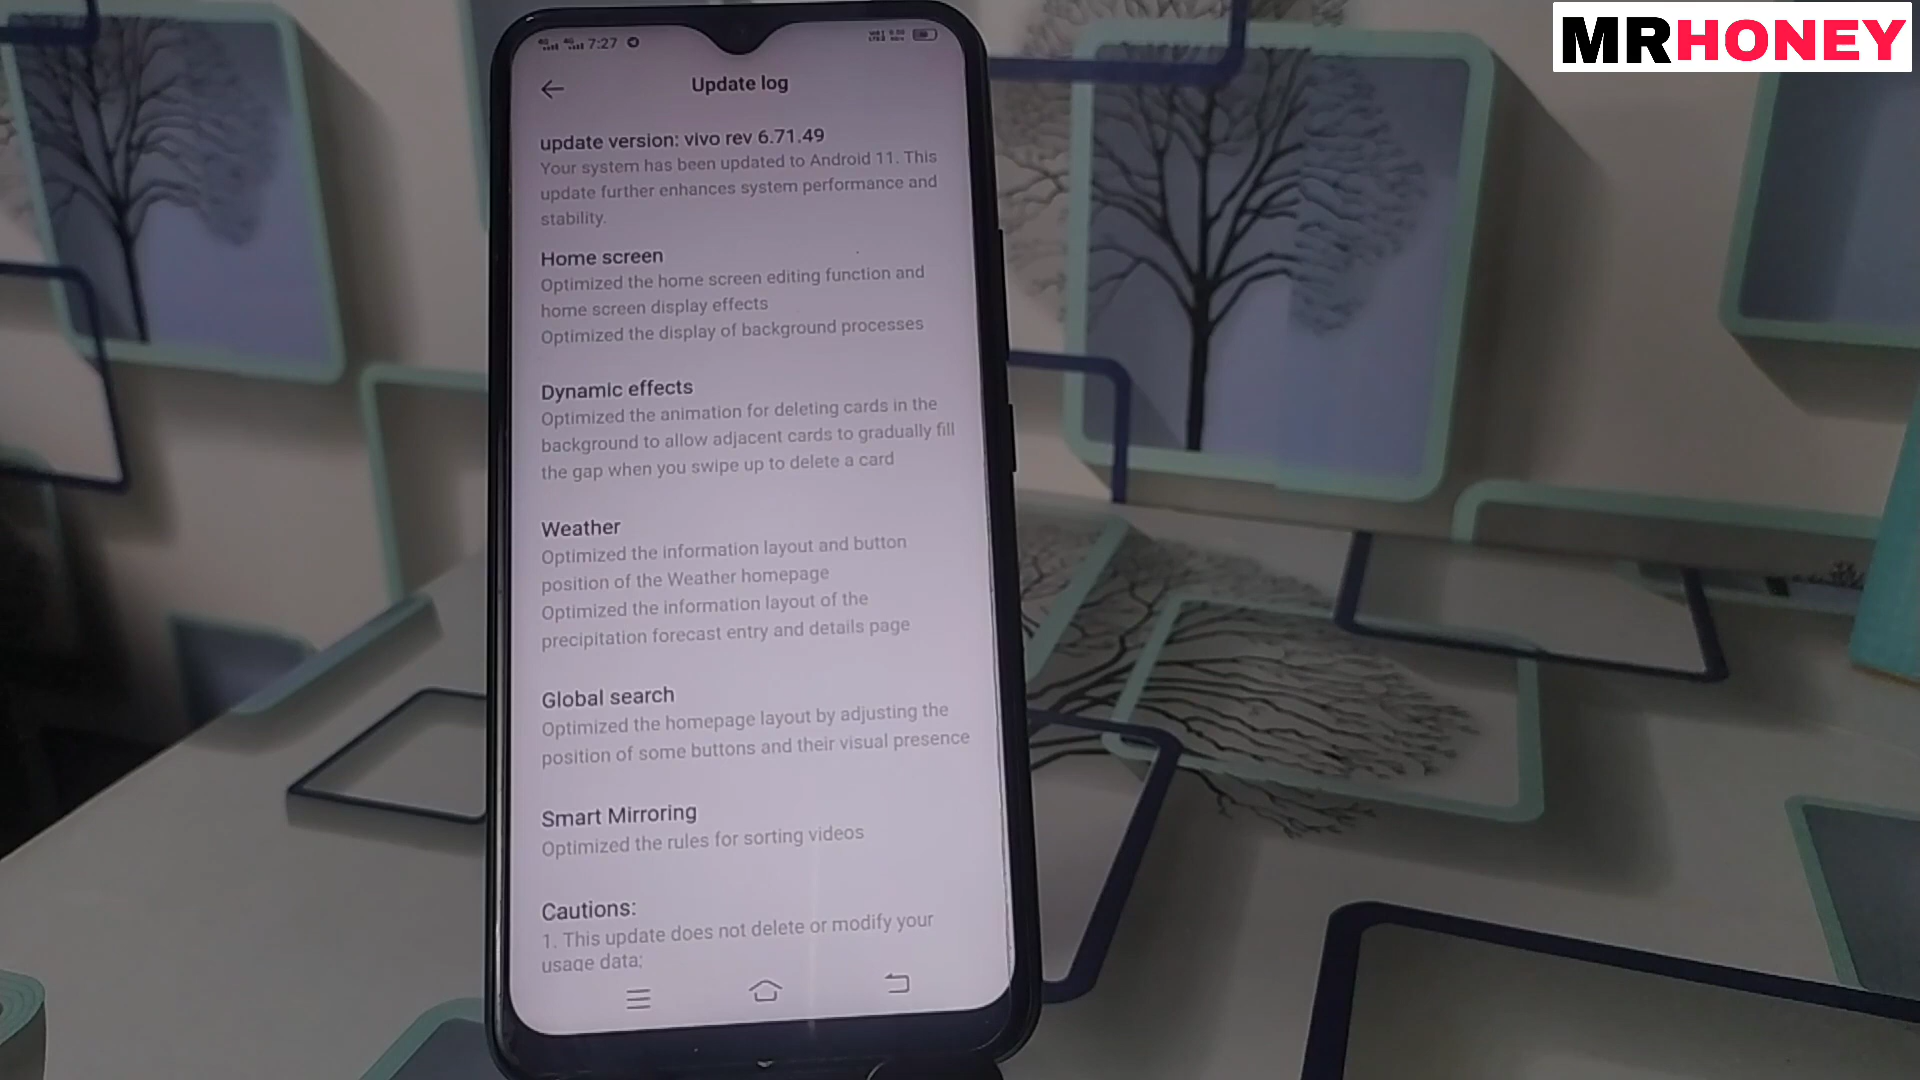 MRHONEY
7:27
Update log
update version: vivo rev 6.71.49
Your system has been updated to Android 11. This
update further enhances system performance and
stability.
Home screen
Optimized the home screen editing function and
home screen display effects
Optimized the display of background processes
Dynamic effects
Optimized the animation for deleting cards in the
background to allow adjacent cards to gradually fill
the gap when you swipe up to delete a card
Weather
Optimized the information layout and button
position of the Weather homepage
Optimized the information layout of the
precipitation forecast entry and details page
Global search
Optimized the homepage layout by adjusting the
position of some buttons and their visual presence
Smart Mirroring
Optimized the rules for sorting videos
Cautions:
1. This update does not delete or modify your
usage data;